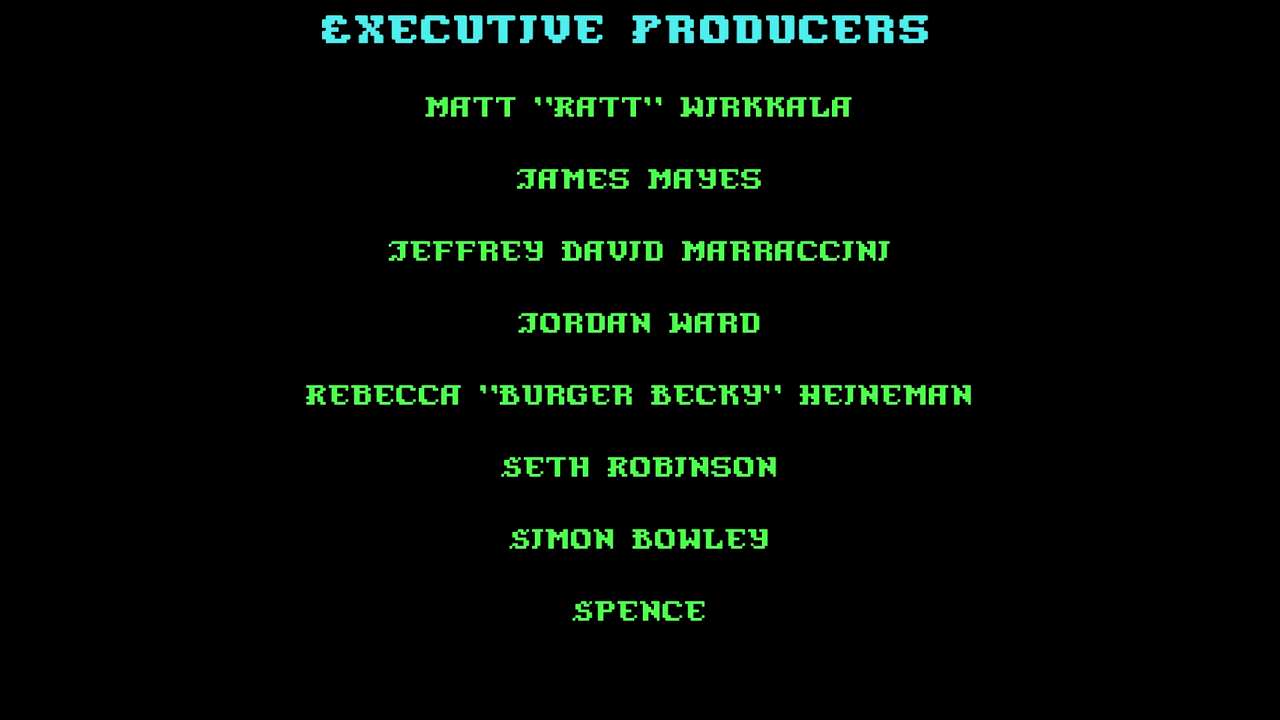 EXECUTIVE PRODUCERS
MATT "RATT" WIRKKALA
JAMES MAYES
JEFFREY DAVID MARRACCINI
JORDAN WARD
REBECCA "BURGER BECKY" HEINEMAN
SETH ROBINSON
SIMON BOWLEY
SPENCE